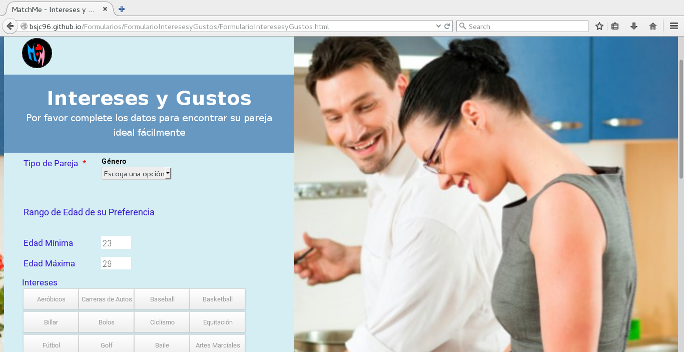 MatchMe - Intereses y ...
bsjc96.github.io/Formularios/FormularioInteresesyGustos/FormularioInteresesyGustos.html
Search
Intereses y Gustos
Por favor complete los datos para encontrar su pareja
ideal fácilmente
Tipo de Pareja *
Género
Escoja una opción
Rango de Edad de su Preferencia
Edad Mínima 23
Edad Máxima 29
Intereses
Aeróbicos Carreras de Autos Baseball Basketball
Billar Bolos Ciclismo Equitación
Fútbol Golf Baile Artes Marciales